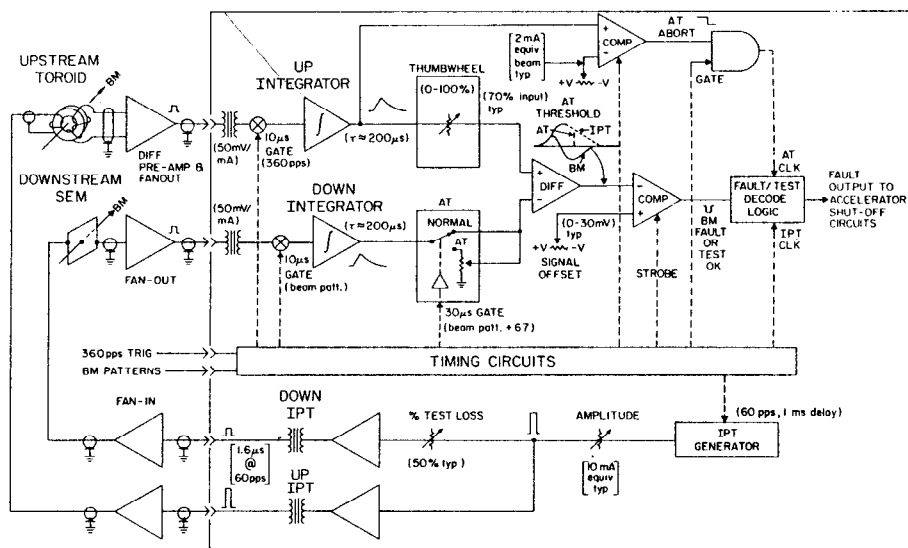 UPSTREAM
TOROID
BM
DIFF
PRE-AMP &
FANOUT
(50mV/
mA)
10μs
GATE
(360pps)
UP
INTEGRATOR
∫
(τ≈200μs)
THUMBWHEEL
(0-100%)
(70% input)
typ
2 mA
equiv
beam
typ
+V
-V
+
-
COMP
AT
ABORT
GATE
AT
THRESHOLD
AT
IPT
BM
DOWNSTREAM
SEM
BM
FAN-OUT
(50mV/
mA)
10μs
GATE
(beam patt.)
DOWN
INTEGRATOR
∫
(τ≈200μs)
AT
NORMAL
AT
30μs GATE
(beam patt. +67)
+
-
DIFF
(0-30mV)
typ
+V
-V
SIGNAL
OFFSET
-
+
COMP
STROBE
BM
FAULT
OR
TEST
OK
AT
CLK
FAULT/TEST
DECODE
LOGIC
IPT
CLK
FAULT
OUTPUT TO
ACCELERATOR
SHUT-OFF
CIRCUITS
360pps TRIG
BM PATTERNS
TIMING CIRCUITS
FAN-IN
1.6μs
@
60pps
DOWN
IPT
UP
IPT
% TEST LOSS
(50% typ.)
AMPLITUDE
10 mA
equiv
typ
(60 pps, 1 ms delay)
IPT
GENERATOR